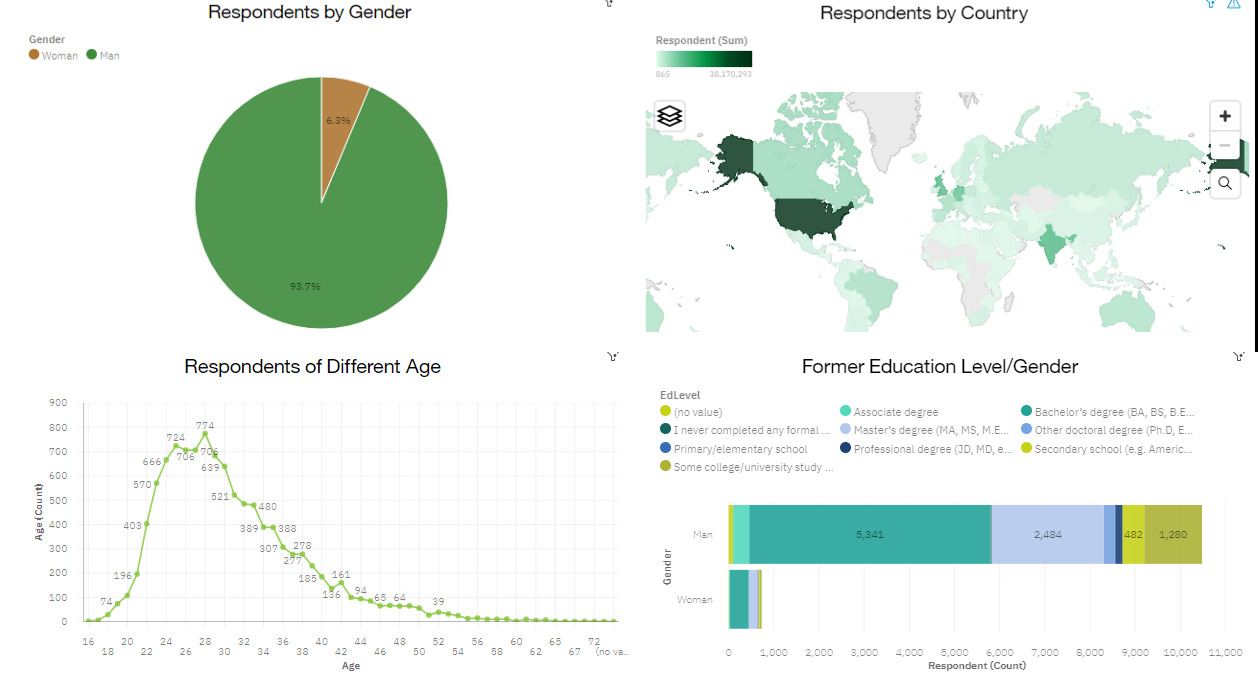 Respondents by Gender
Gender
Woman Man
6.3%
93.7%
Respondents by Country
Respondent (Sum)
865 38,170,293
Respondents of Different Age
Age (Count)
900
800
700
600
500
400
300
200
100
0
74
196
403
570
666
724
706
706
774
639
521
480
389
388
307
277
278
185
136
161
94
65
64
39
16 20 24 28 32 36 40 44 48 52 56 60 65 72
18 22 26 30 34 38 42 46 50 54 58 62 67 (no va...
Age
Former Education Level/Gender
EdLevel
(no value) Associate degree Bachelor's degree (BA, BS, B.E...
I never completed any formal ... Master's degree (MA, MS, M.E... Other doctoral degree (Ph.D, E...
Primary/elementary school Professional degree (JD, MD, e... Secondary school (e.g. Americ...
Some college/university study ...
Gender
Man 5,341 2,484 482 1,280
Woman
0 1,000 2,000 3,000 4,000 5,000 6,000 7,000 8,000 9,000 10,000 11,000
Respondent (Count)